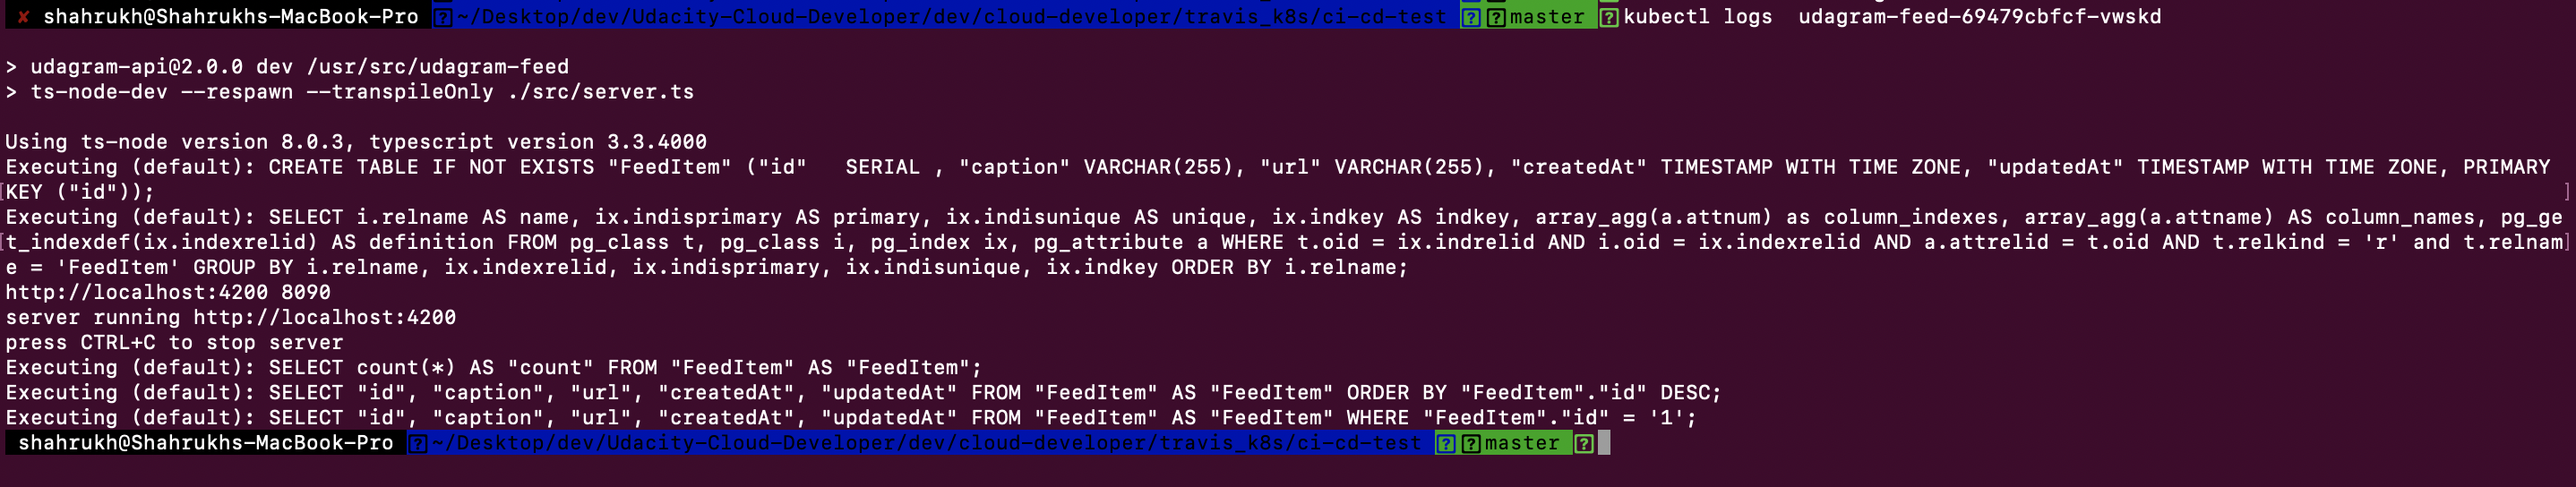 ✘ shahrukh@Shahrukhs-MacBook-Pro ~/Desktop/dev/Udacity-Cloud-Developer/dev/cloud-developer/travis_k8s/ci-cd-test master kubectl logs  udagram-feed-69479cbfcf-vwskd
> udagram-api@2.0.0 dev /usr/src/udagram-feed
> ts-node-dev --respawn --transpileOnly ./src/server.ts
Using ts-node version 8.0.3, typescript version 3.3.4000
Executing (default): CREATE TABLE IF NOT EXISTS "FeedItem" ("id"   SERIAL , "caption" VARCHAR(255), "url" VARCHAR(255), "createdAt" TIMESTAMP WITH TIME ZONE, "updatedAt" TIMESTAMP WITH TIME ZONE, PRIMARY
KEY ("id"));
Executing (default): SELECT i.relname AS name, ix.indisprimary AS primary, ix.indisunique AS unique, ix.indkey AS indkey, array_agg(a.attnum) as column_indexes, array_agg(a.attname) AS column_names, pg_ge
t_indexdef(ix.indexrelid) AS definition FROM pg_class t, pg_class i, pg_index ix, pg_attribute a WHERE t.oid = ix.indrelid AND i.oid = ix.indexrelid AND a.attrelid = t.oid AND t.relkind = 'r' and t.relnam
e = 'FeedItem' GROUP BY i.relname, ix.indexrelid, ix.indisprimary, ix.indisunique, ix.indkey ORDER BY i.relname;
http://localhost:4200 8090
server running http://localhost:4200
press CTRL+C to stop server
Executing (default): SELECT count(*) AS "count" FROM "FeedItem" AS "FeedItem";
Executing (default): SELECT "id", "caption", "url", "createdAt", "updatedAt" FROM "FeedItem" AS "FeedItem" ORDER BY "FeedItem"."id" DESC;
Executing (default): SELECT "id", "caption", "url", "createdAt", "updatedAt" FROM "FeedItem" AS "FeedItem" WHERE "FeedItem"."id" = '1';
shahrukh@Shahrukhs-MacBook-Pro ~/Desktop/dev/Udacity-Cloud-Developer/dev/cloud-developer/travis_k8s/ci-cd-test master